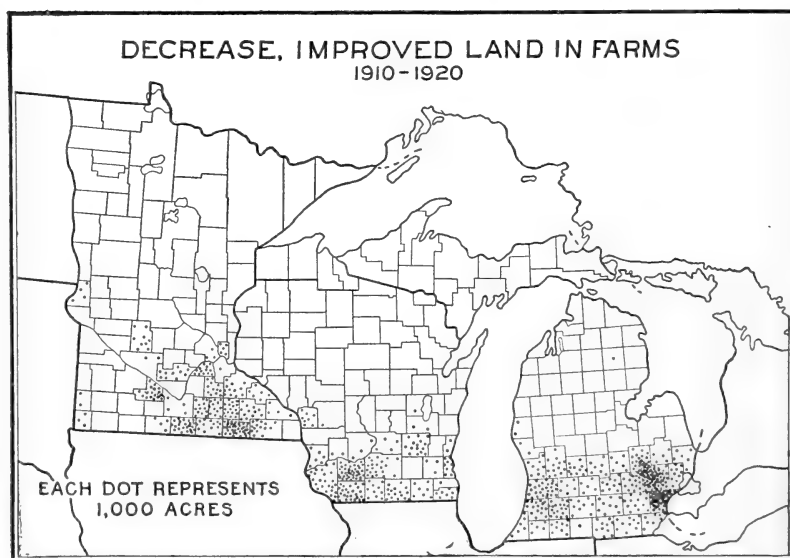 DECREASE, IMPROVED LAND IN FARMS
1910-1920
EACH DOT REPRESENTS
1,000 ACRES